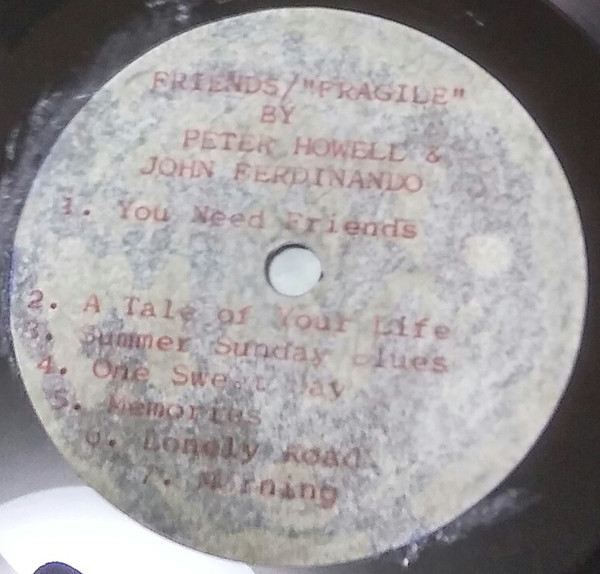 FRIENDS/"FRAGILE"
BY
PETER HOWELL &
JOHN FERDINANDO
1. You Need Friends
2. A Tale of Your Life
3. Summer Sunday Blues
4. One Sweet Day
5. Memories
6. Lonely Road
7. Morning